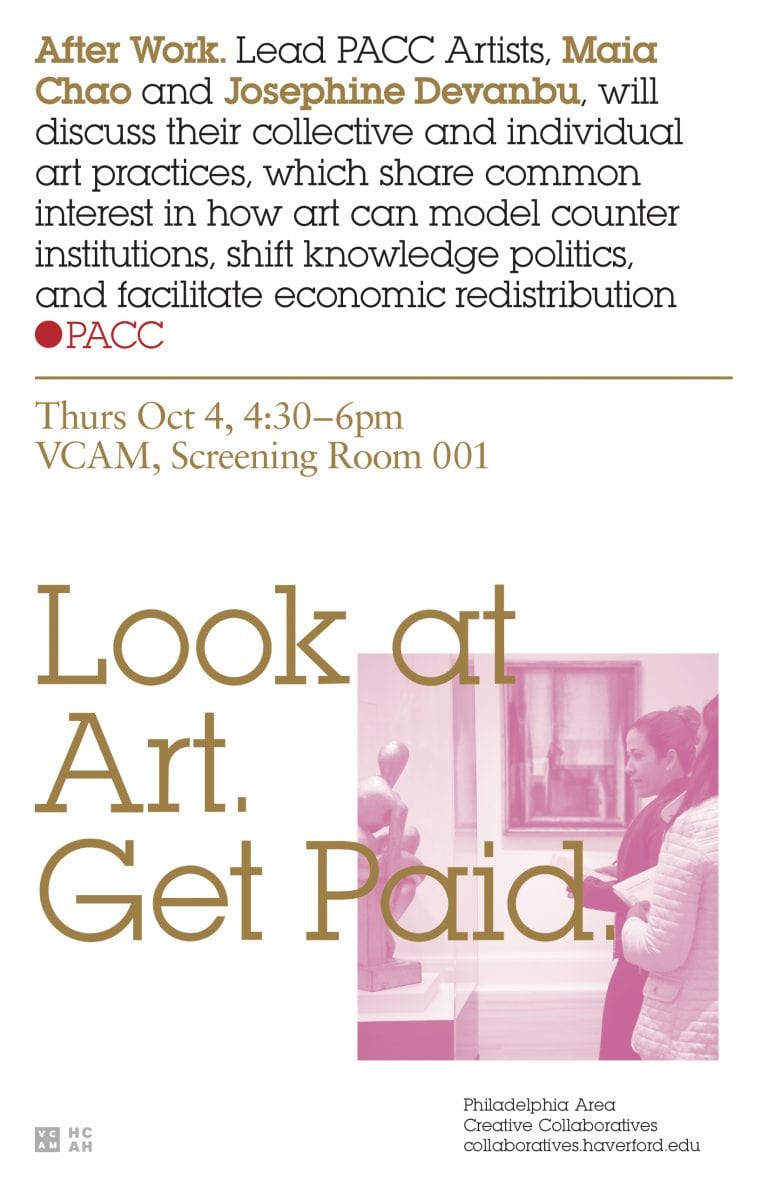 After Work. Lead PACC Artists, Maia
Chao and Josephine Devanbu, will
discuss their collective and individual
art practices, which share common
interest in how art can model counter
institutions, shift knowledge politics,
and facilitate economic redistribution
PACC
Thurs Oct 4, 4:30–6pm
VCAM, Screening Room 001
Look at
Art.
Get Paid.
Philadelphia Area
Creative Collaboratives
collaboratives.haverford.edu
VC
AM
HC
AH